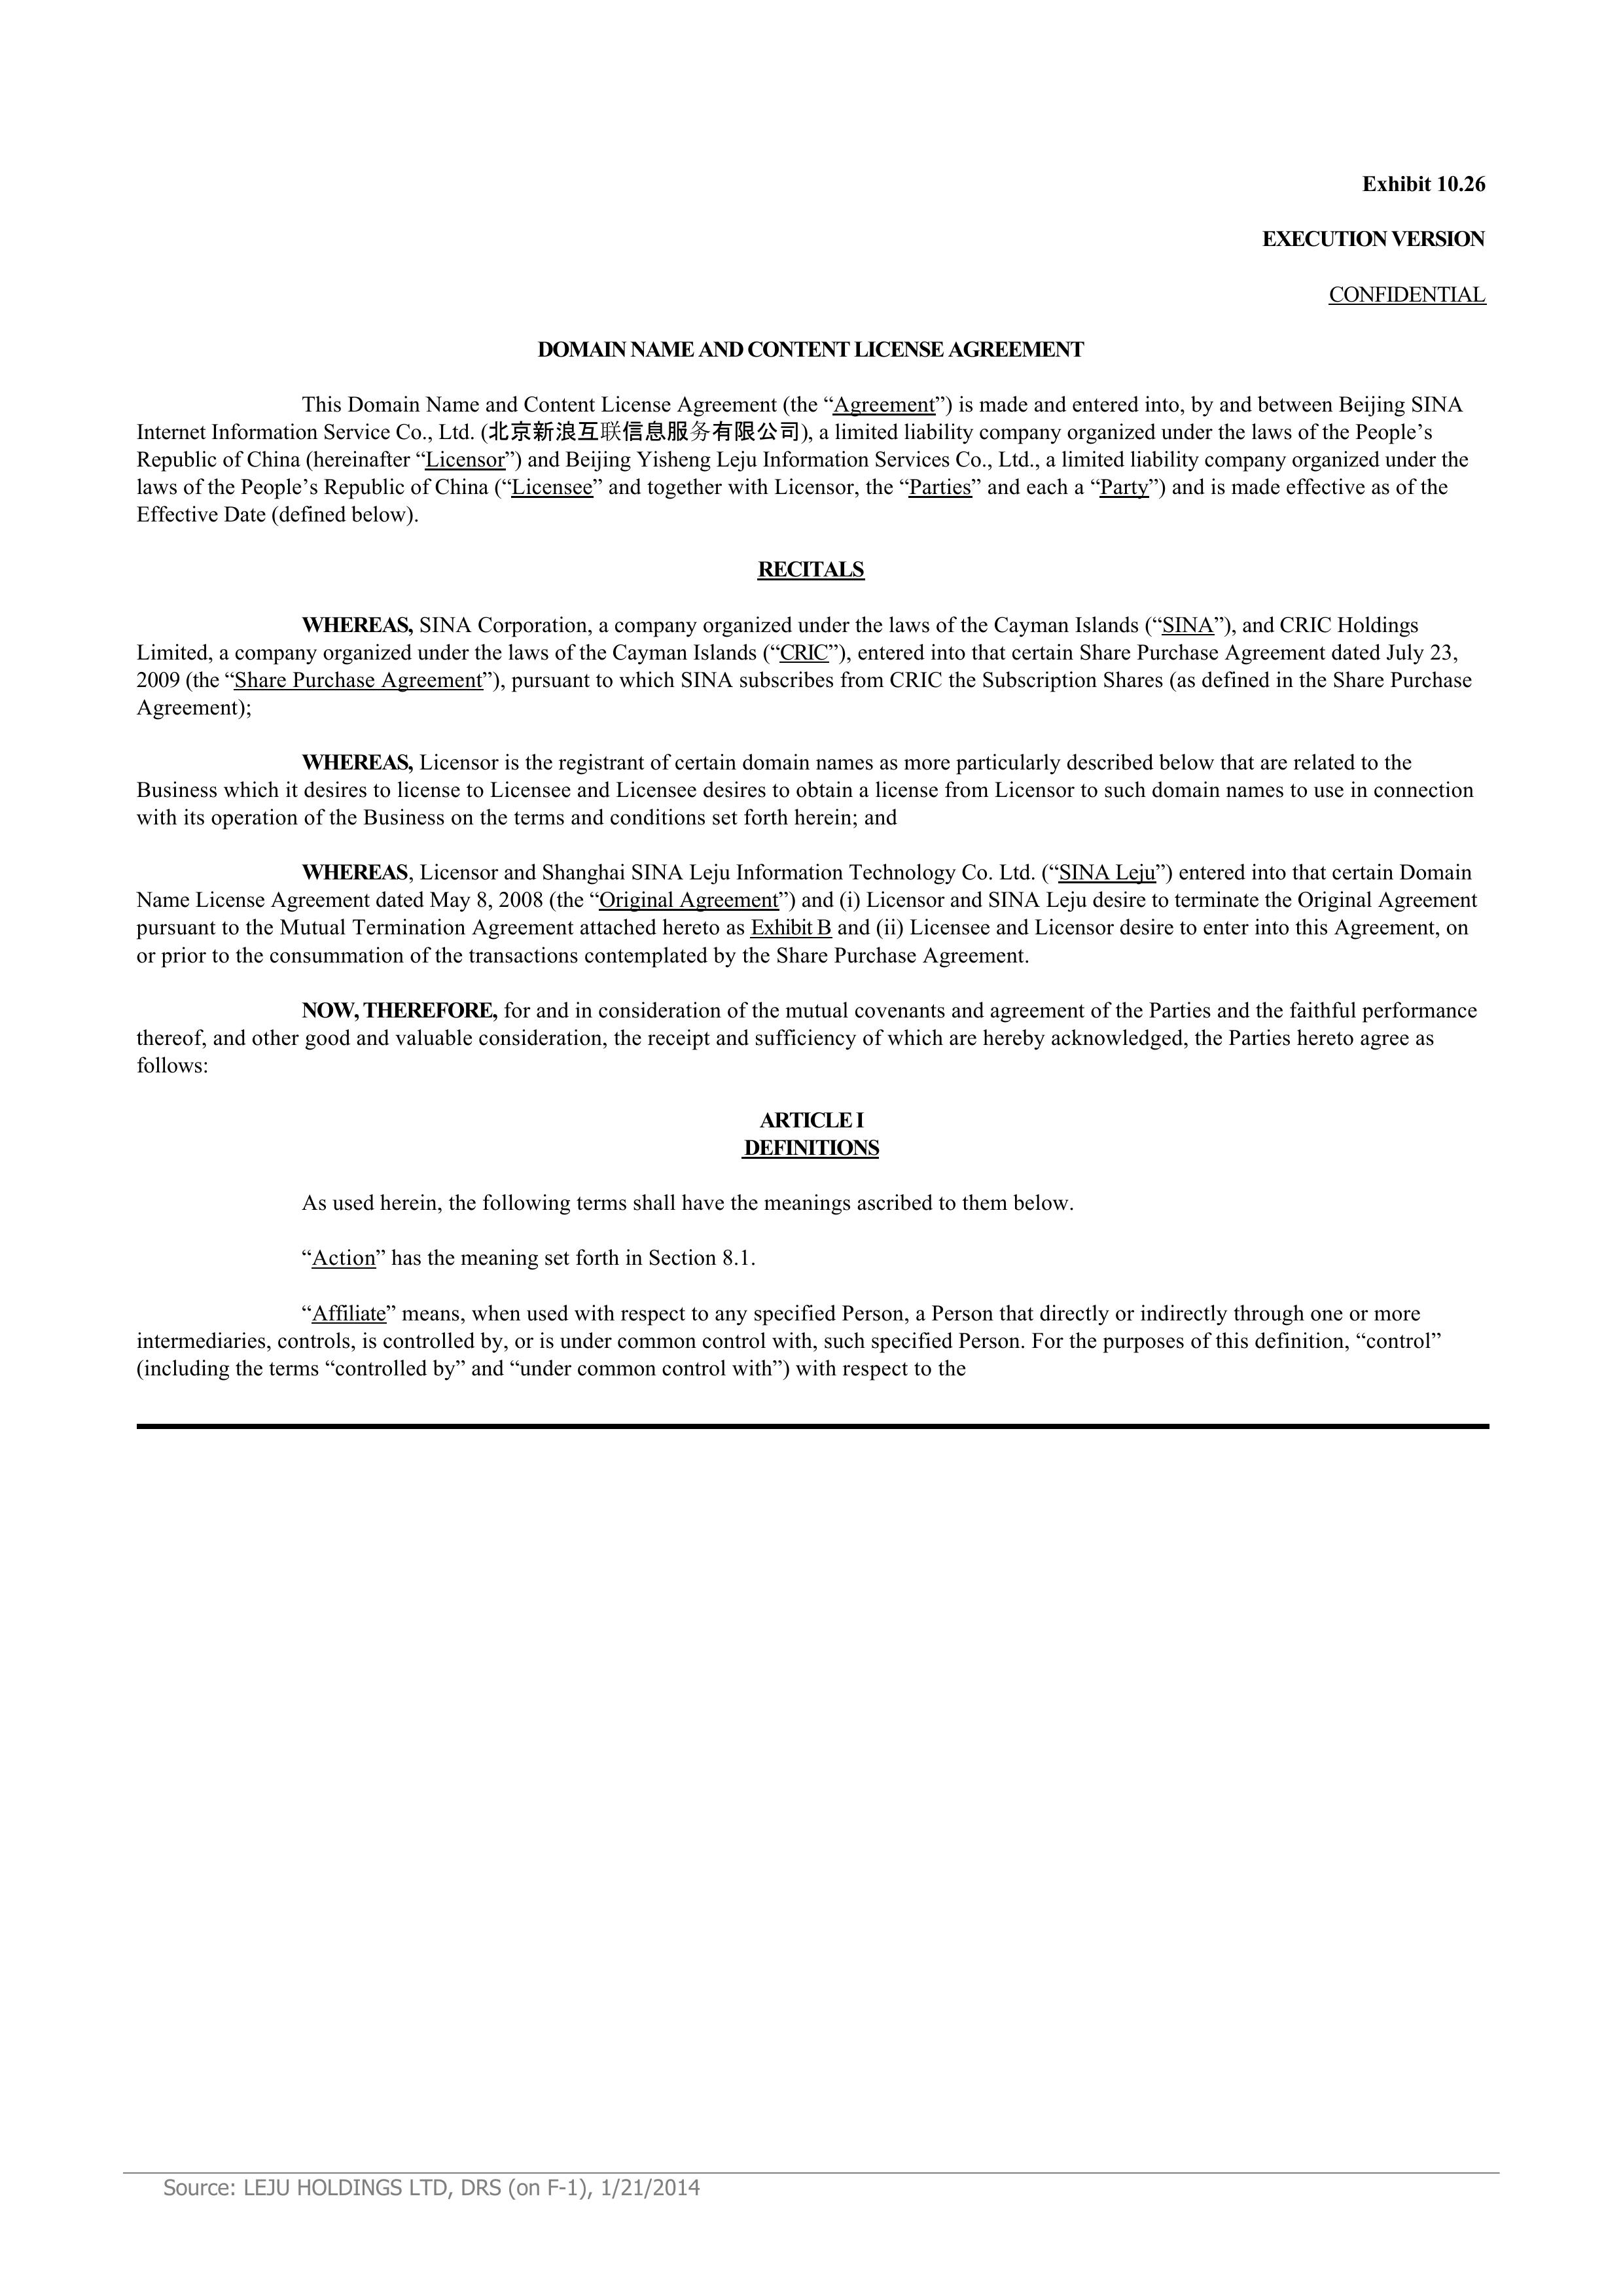 Exhibit 10.26
EXECUTION VERSION
CONFIDENTIAL
DOMAIN NAME AND CONTENT LICENSE AGREEMENT
This Domain Name and Content License Agreement (the “Agreement”) is made and entered into, by and between Beijing SINA
Internet Information Service Co., Ltd. (北京新浪互联信息服务有限公司), a limited liability company organized under the laws of the People’s
Republic of China (hereinafter “Licensor”) and Beijing Yisheng Leju Information Services Co., Ltd., a limited liability company organized under the
laws of the People’s Republic of China (“Licensee” and together with Licensor, the “Parties” and each a “Party”) and is made effective as of the
Effective Date (defined below).
RECITALS
WHEREAS, SINA Corporation, a company organized under the laws of the Cayman Islands (“SINA”), and CRIC Holdings
Limited, a company organized under the laws of the Cayman Islands (“CRIC”), entered into that certain Share Purchase Agreement dated July 23,
2009 (the “Share Purchase Agreement”), pursuant to which SINA subscribes from CRIC the Subscription Shares (as defined in the Share Purchase
Agreement);
WHEREAS, Licensor is the registrant of certain domain names as more particularly described below that are related to the
Business which it desires to license to Licensee and Licensee desires to obtain a license from Licensor to such domain names to use in connection
with its operation of the Business on the terms and conditions set forth herein; and
WHEREAS, Licensor and Shanghai SINA Leju Information Technology Co. Ltd. (“SINA Leju”) entered into that certain Domain
Name License Agreement dated May 8, 2008 (the “Original Agreement”) and (i) Licensor and SINA Leju desire to terminate the Original Agreement
pursuant to the Mutual Termination Agreement attached hereto as Exhibit B and (ii) Licensee and Licensor desire to enter into this Agreement, on
or prior to the consummation of the transactions contemplated by the Share Purchase Agreement.
NOW, THEREFORE, for and in consideration of the mutual covenants and agreement of the Parties and the faithful performance
thereof, and other good and valuable consideration, the receipt and sufficiency of which are hereby acknowledged, the Parties hereto agree as
follows:
ARTICLE I
DEFINITIONS
As used herein, the following terms shall have the meanings ascribed to them below.
“Action” has the meaning set forth in Section 8.1.
“Affiliate” means, when used with respect to any specified Person, a Person that directly or indirectly through one or more
intermediaries, controls, is controlled by, or is under common control with, such specified Person. For the purposes of this definition, “control”
(including the terms “controlled by” and “under common control with”) with respect to the
Source: LEJU HOLDINGS LTD, DRS (on F-1), 1/21/2014